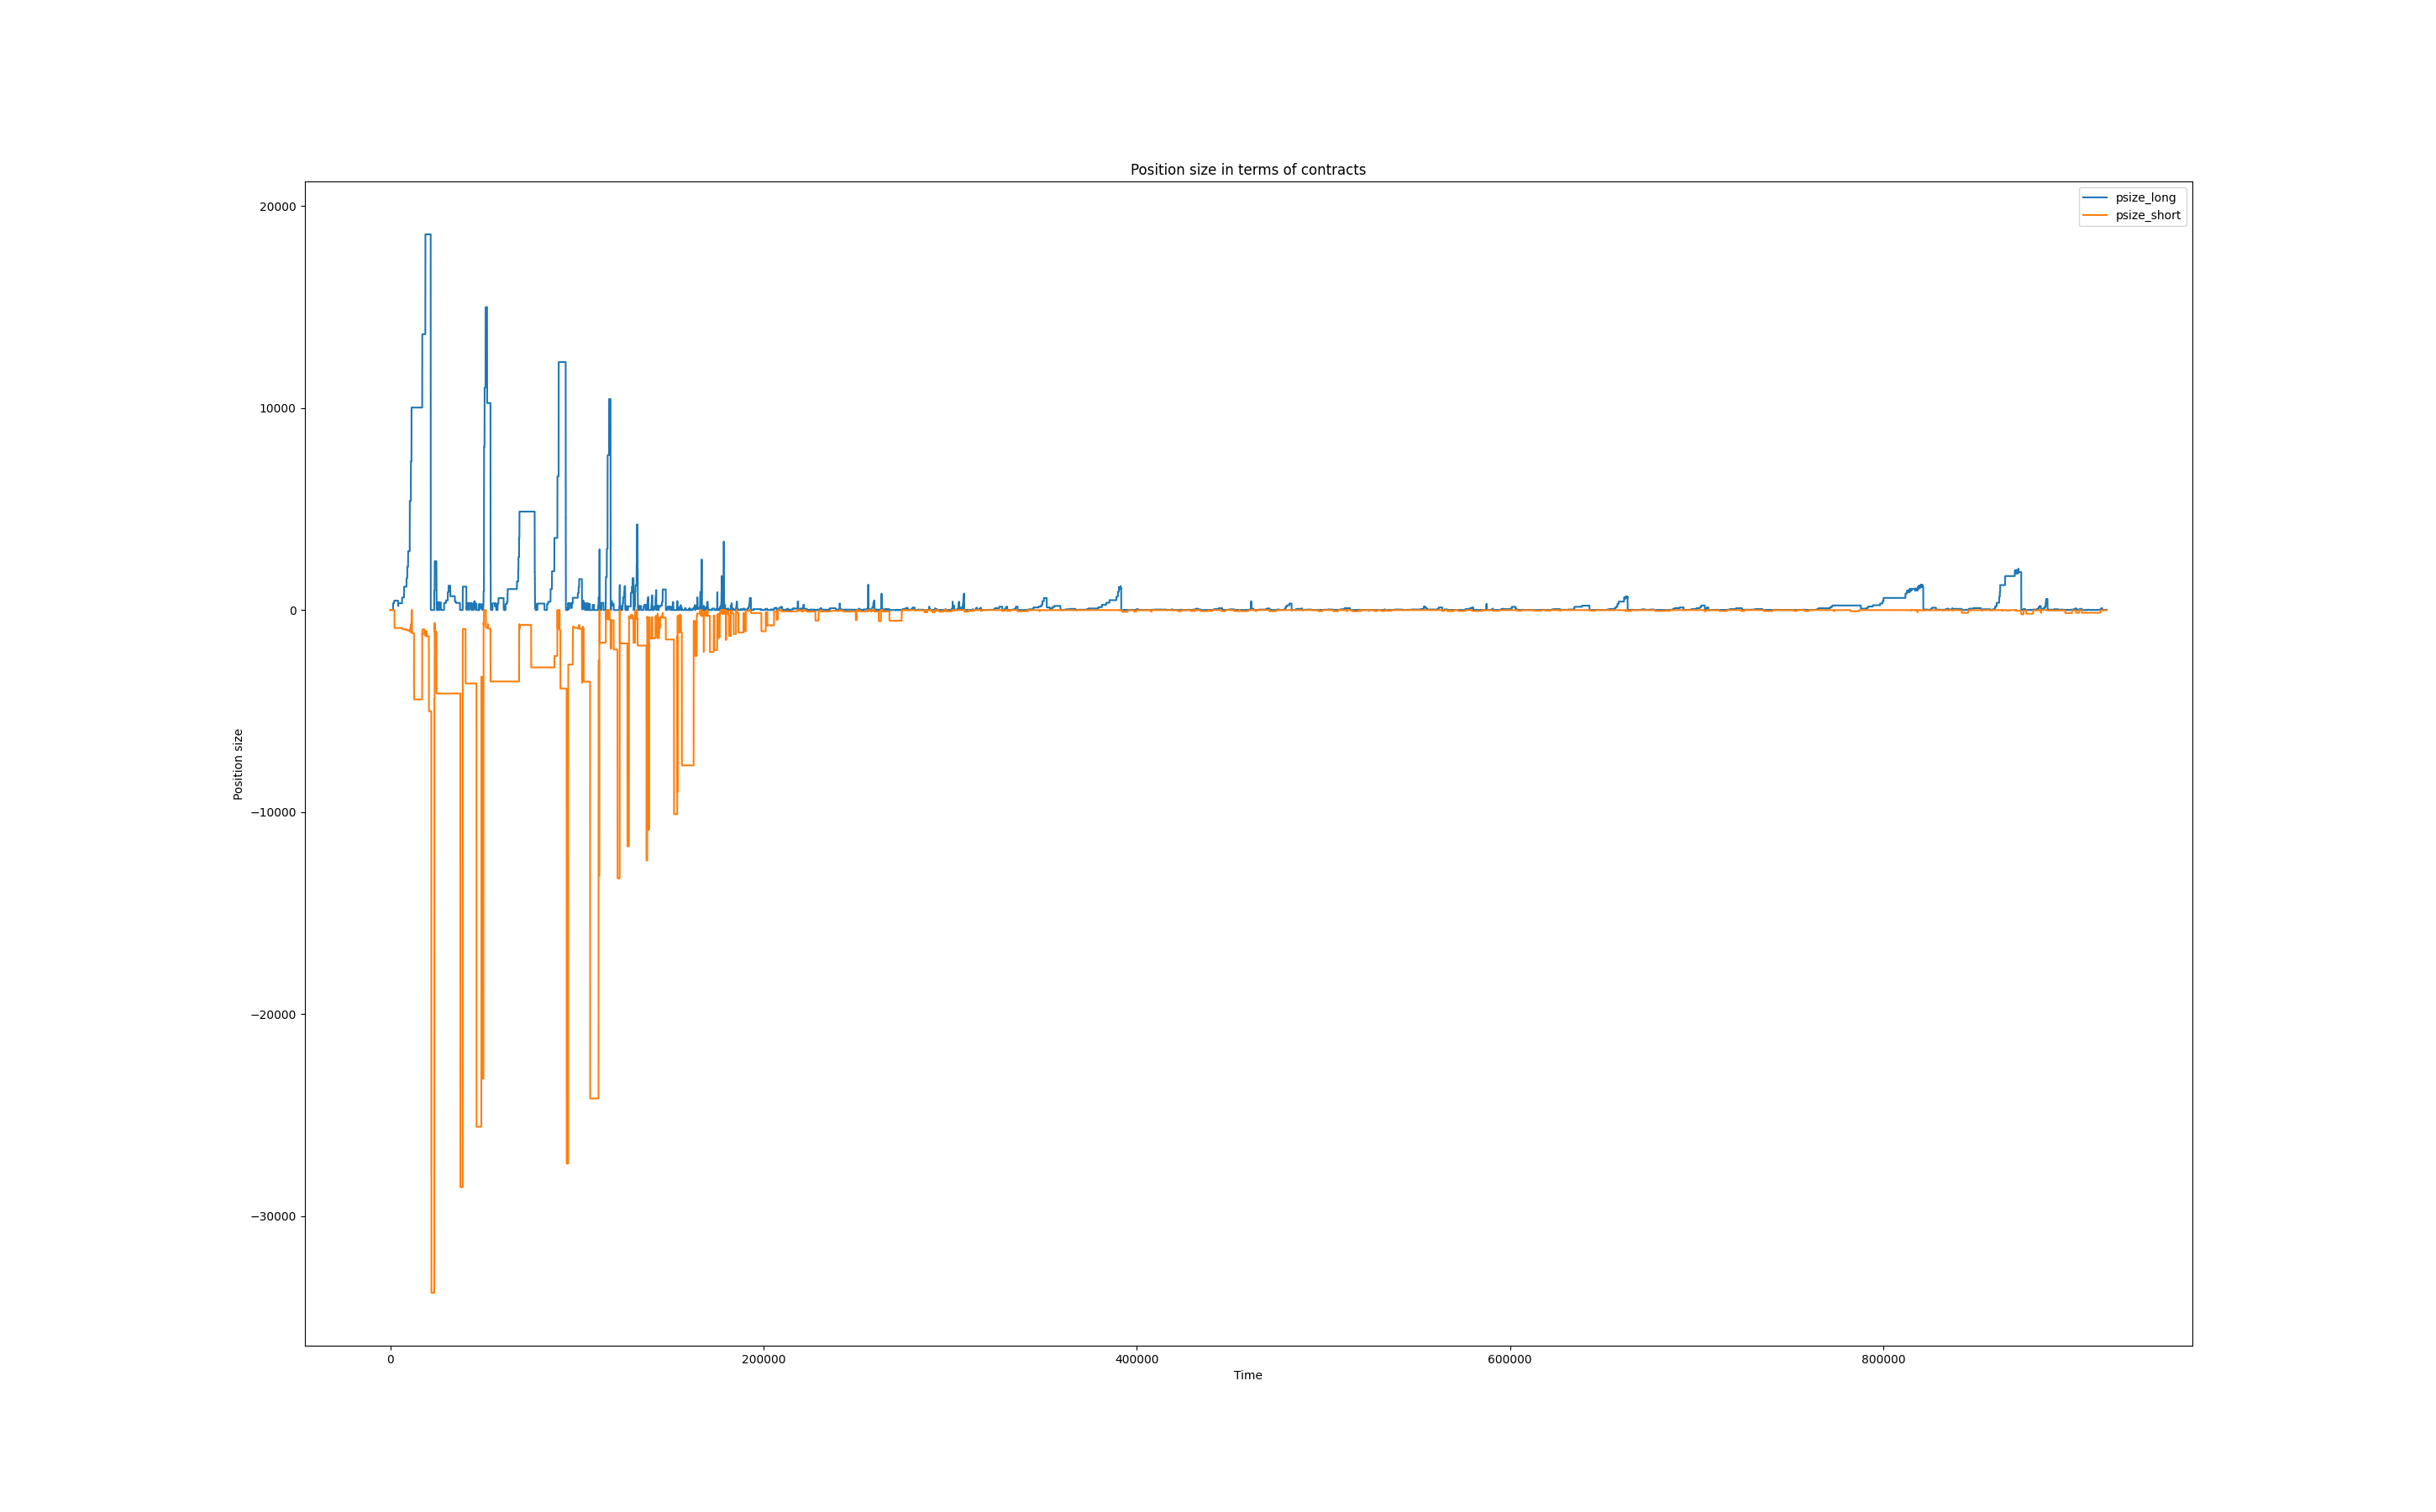 Position size in terms of contracts
psize_long
psize_short
20000
10000
0
−10000
−20000
−30000
Position size
0
200000
400000
600000
800000
Time